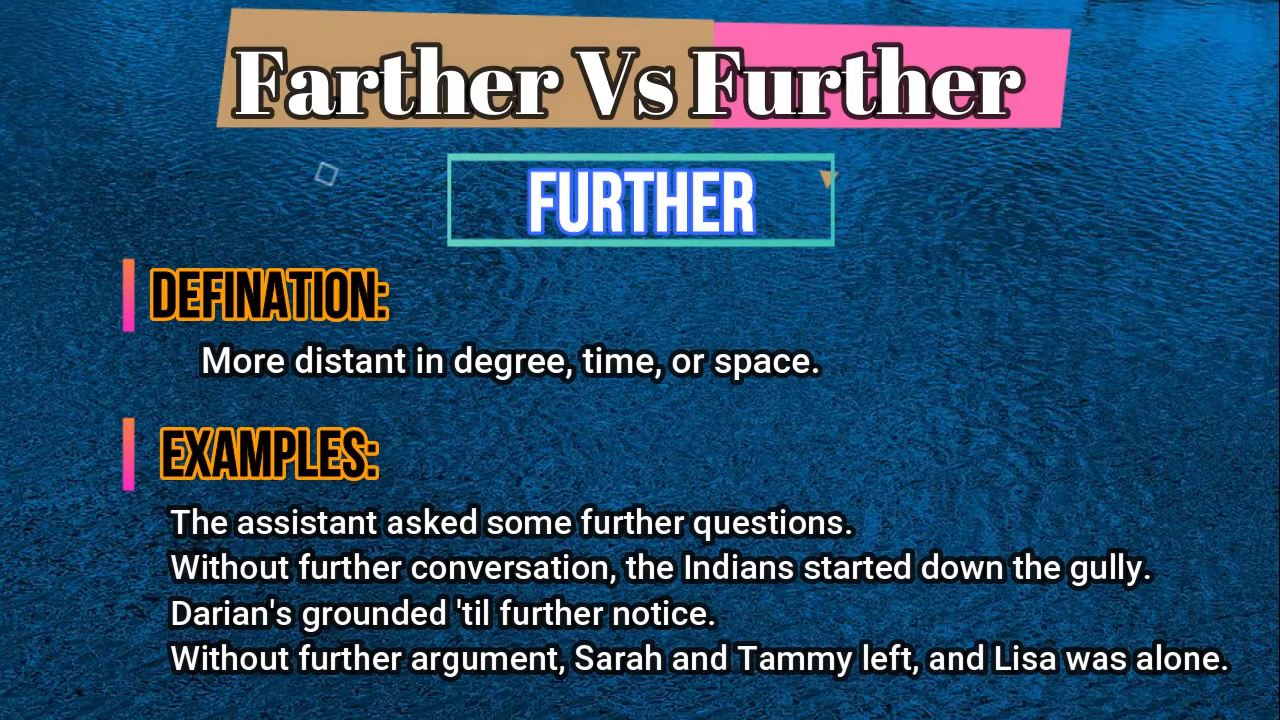 Farther Vs Further
FURTHER
DEFINATION:
More distant in degree, time, or space.
EXAMPLES:
The assistant asked some further questions.
Without further conversation, the Indians started down the gully.
Darian's grounded 'til further notice.
Without further argument, Sarah and Tammy left, and Lisa was alone.